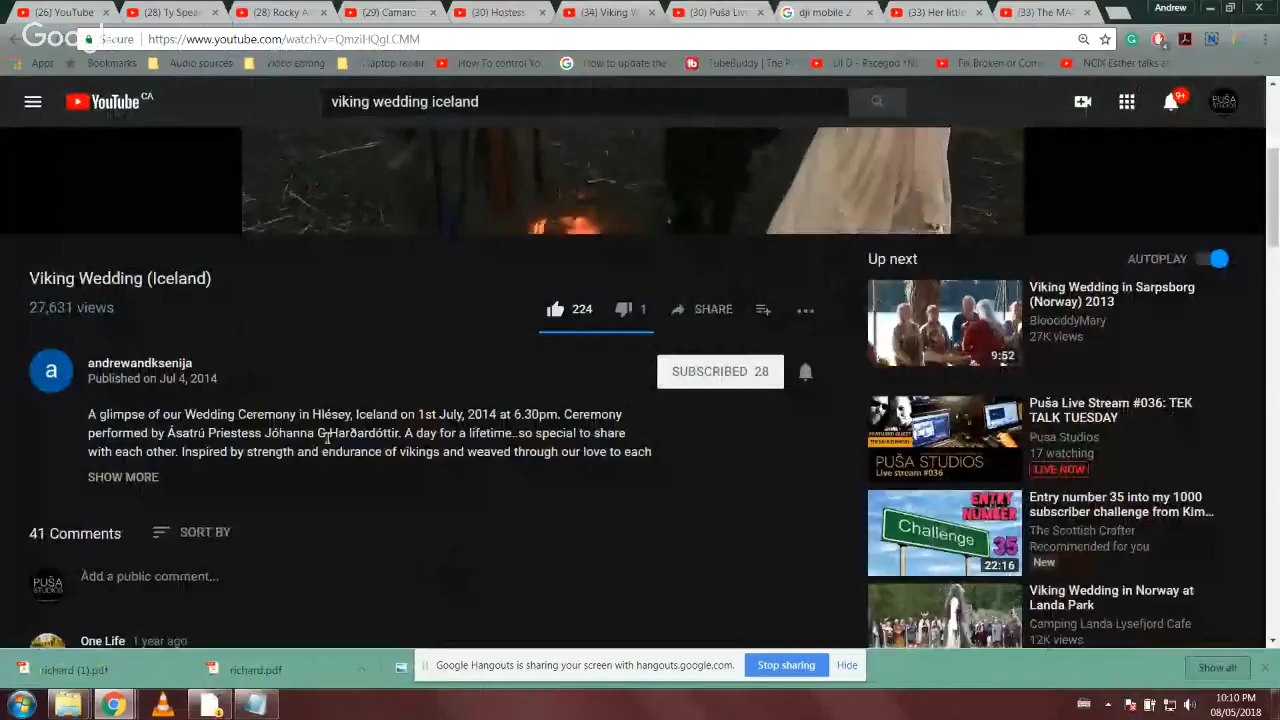 (26) YouTube
(28) Ty Spear
(28) Rocky A
(29) Camaro
(30) Hostess
(34) Viking W
(30) Puša Live
dji mobile 2
(33) Her little
(33) The MA
Andrew
Secure https://www.youtube.com/watch?v=QmziHQgLCMM
Apps
Bookmarks
Audio sources
video editing
laptop repair
How To control Yo
How to update the
TubeBuddy | The P
Fix Broken or Corr
NCIX Esther talks a
YouTube CA
viking wedding iceland
9+
PUŠA
Viking Wedding (Iceland)
27,631 views
224
1
SHARE
a
andrewandksenija
Published on Jul 4, 2014
SUBSCRIBED 28
A glimpse of our Wedding Ceremony in Hlésey, Iceland on 1st July, 2014 at 6.30pm. Ceremony
performed by Ásatrú Priestess Jóhanna G Harðardóttir. A day for a lifetime..so special to share
with each other. Inspired by strength and endurance of vikings and weaved through our love to each
SHOW MORE
41 Comments
SORT BY
PUŠA
Add a public comment...
One Life 1 year ago
Up next
AUTOPLAY
9:52
Viking Wedding in Sarpsborg
(Norway) 2013
BloooddyMary
27K views
PUŠA STUDIOS
Live stream #036
Puša Live Stream #036: TEK
TALK TUESDAY
Pusa Studios
17 watching
LIVE NOW
ENTRY
NUMBER
Challenge
35
22:16
Entry number 35 into my 1000
subscriber challenge from Kim...
The Scottish Crafter
Recommended for you
New
Viking Wedding in Norway at
Landa Park
Camping Landa Lysefjord Cafe
12K views
richard (1).pdf
richard.pdf
Google Hangouts is sharing your screen with hangouts.google.com.
Stop sharing
Hide
Show all
10:10 PM
08/05/2018